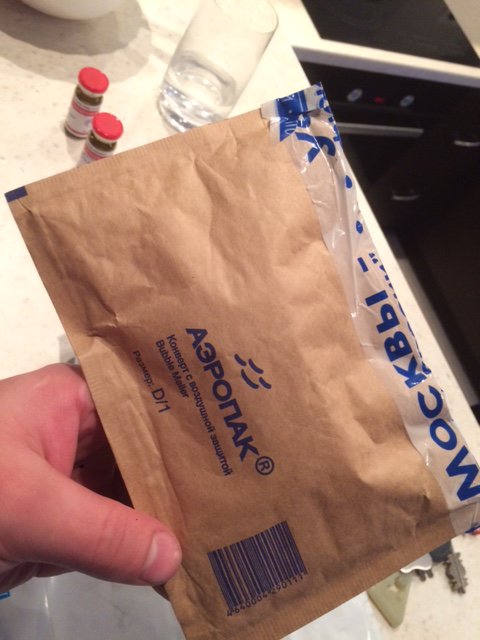 АЭРОПАК®
Конверт с воздушной защитой
Bubble Mailer
Размер: D/1
МОСКВЫ -